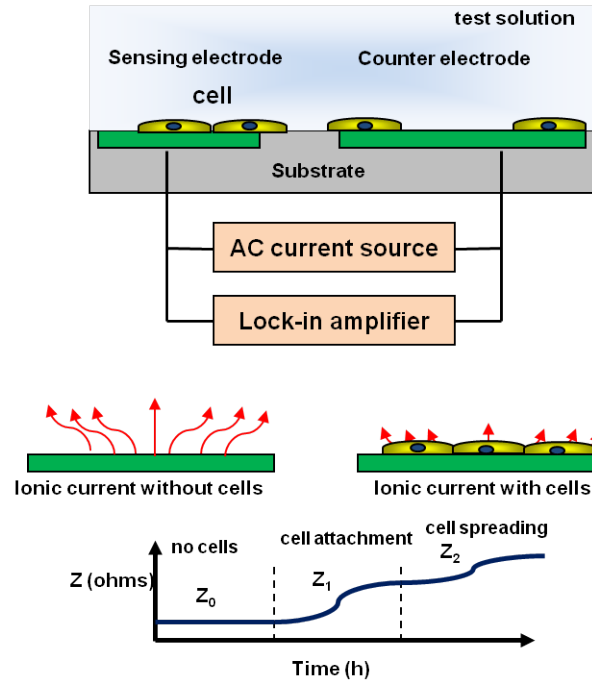 test solution
Sensing electrode
Counter electrode
cell
Substrate
AC current source
Lock-in amplifier
Ionic current without cells
Ionic current with cells
no cells
cell attachment
cell spreading
Z (ohms)
Z0
Z1
Z2
Time (h)